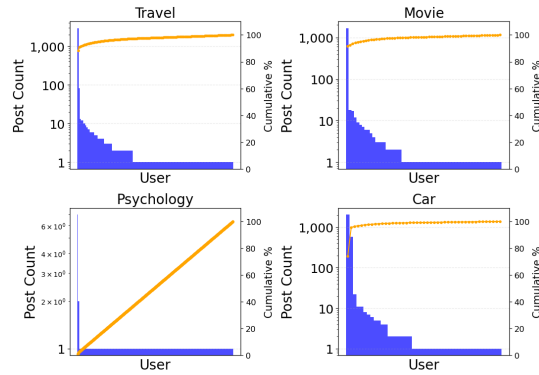 Travel
Post Count
1,000
100
10
1
100
80
60
40
20
0
Cumulative %
User
Movie
Post Count
1,000
100
10
1
100
80
60
40
20
0
Cumulative %
User
Psychology
Post Count
6 × 10⁰
3 × 10⁰
2 × 10⁰
1
100
80
60
40
20
0
Cumulative %
User
Car
Post Count
1,000
100
10
1
100
80
60
40
20
0
Cumulative %
User